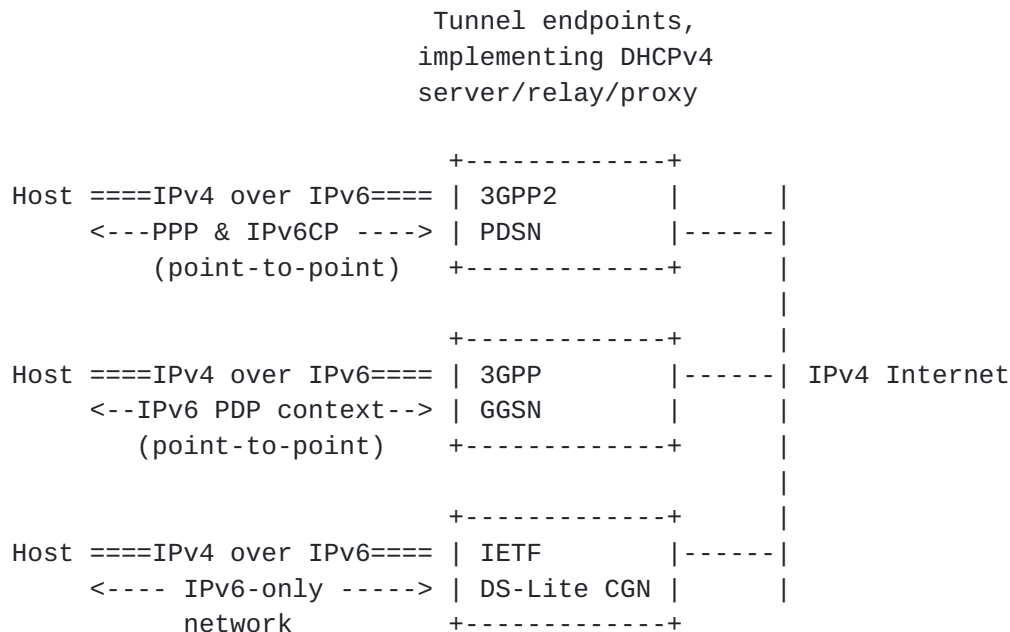 Tunnel endpoints,
implementing DHCPv4
server/relay/proxy
+-------------+
Host ====IPv4 over IPv6==== | 3GPP2 | |
<---PPP & IPv6CP ----> | PDSN |------|
(point-to-point) +-------------+ |
|
+-------------+ |
Host ====IPv4 over IPv6==== | 3GPP |------| IPv4 Internet
<--IPv6 PDP context--> | GGSN | |
(point-to-point) +-------------+ |
|
+-------------+ |
Host ====IPv4 over IPv6==== | IETF |------|
<---- IPv6-only -----> | DS-Lite CGN | |
network +-------------+